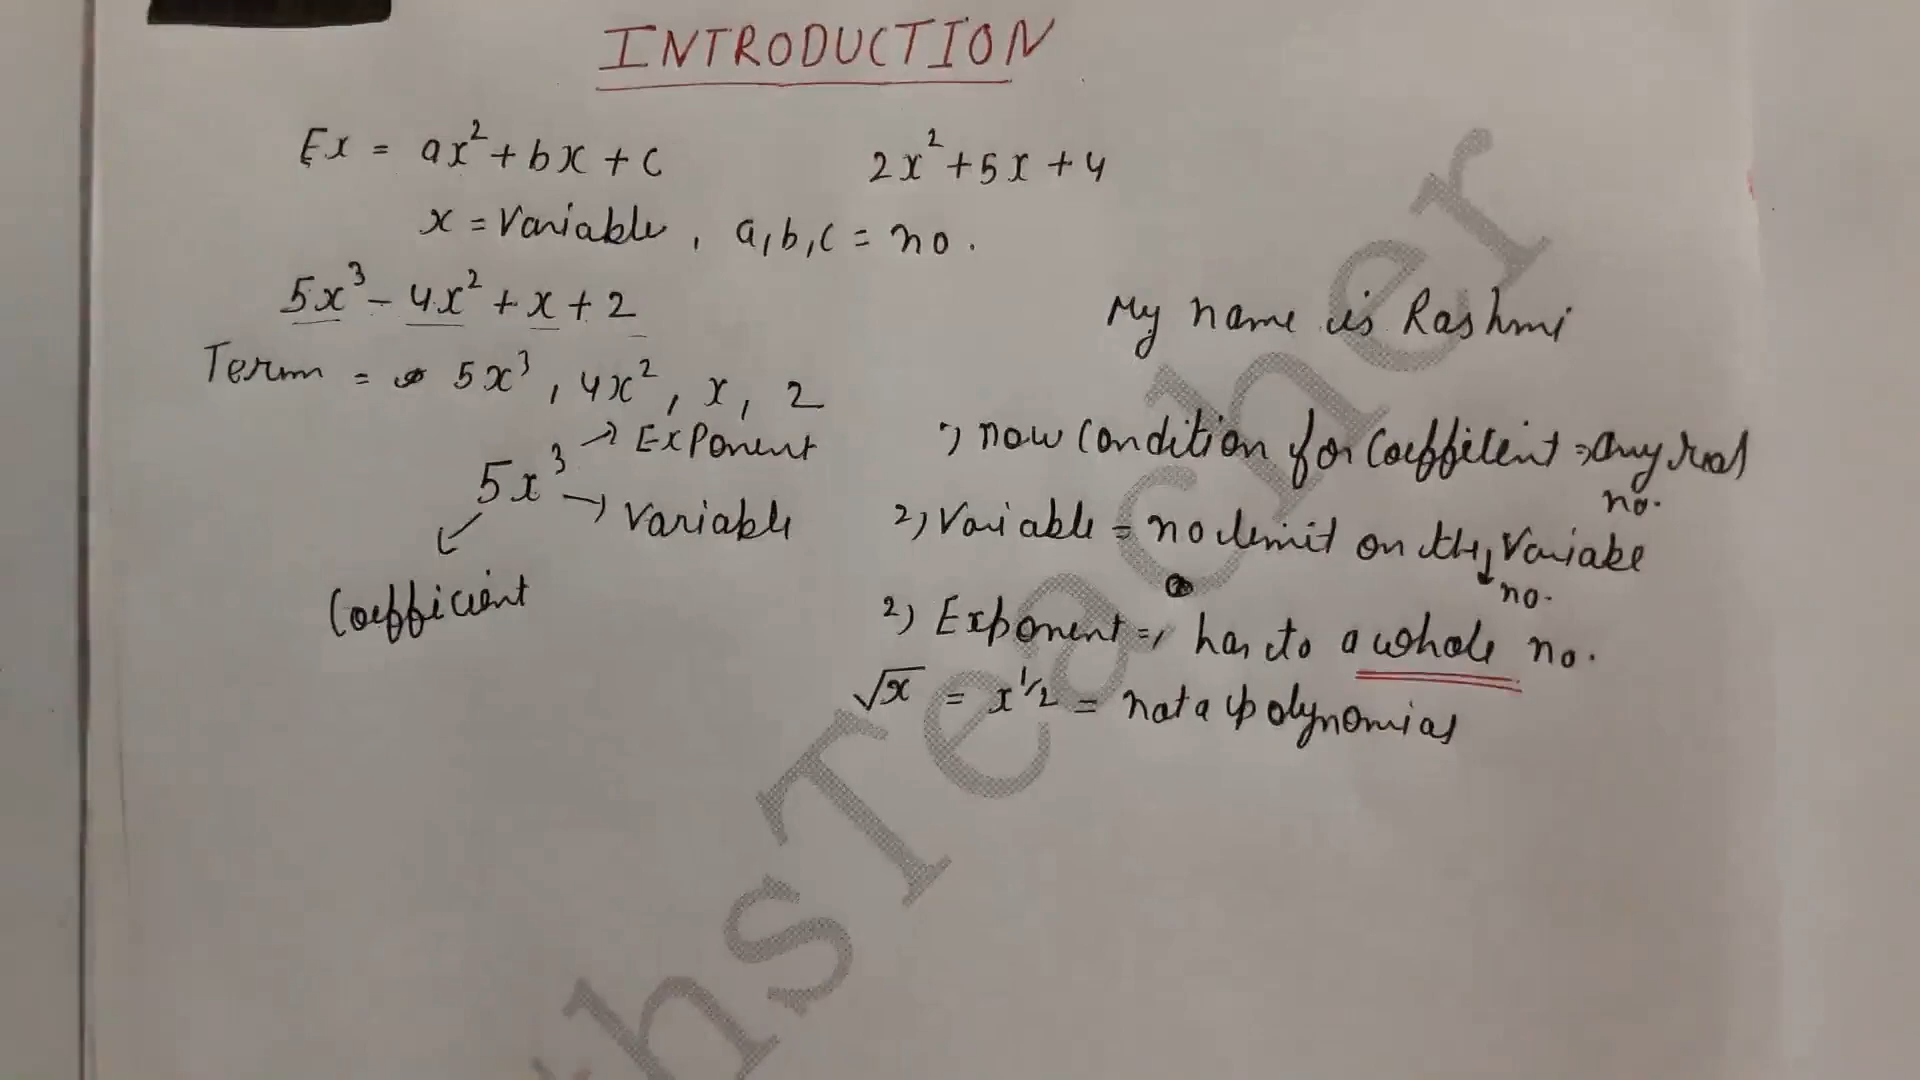 INTRODUCTION
Ex = ax²+bx+c
2x²+5x+4
x = Variable, a,b,c = no.
5x³ - 4x² + x + 2
Term = 5x³, 4x², x, 2
5x³
→ Exponent
→ Variable
Coefficient
My name is Rashmi
1) now condition for Coefficient => any real
no.
2) Variable = no limit on the Variable
no.
2) Exponent => has to a whole no.
√x = x^1/2 = not a polynomial
thsTeacher